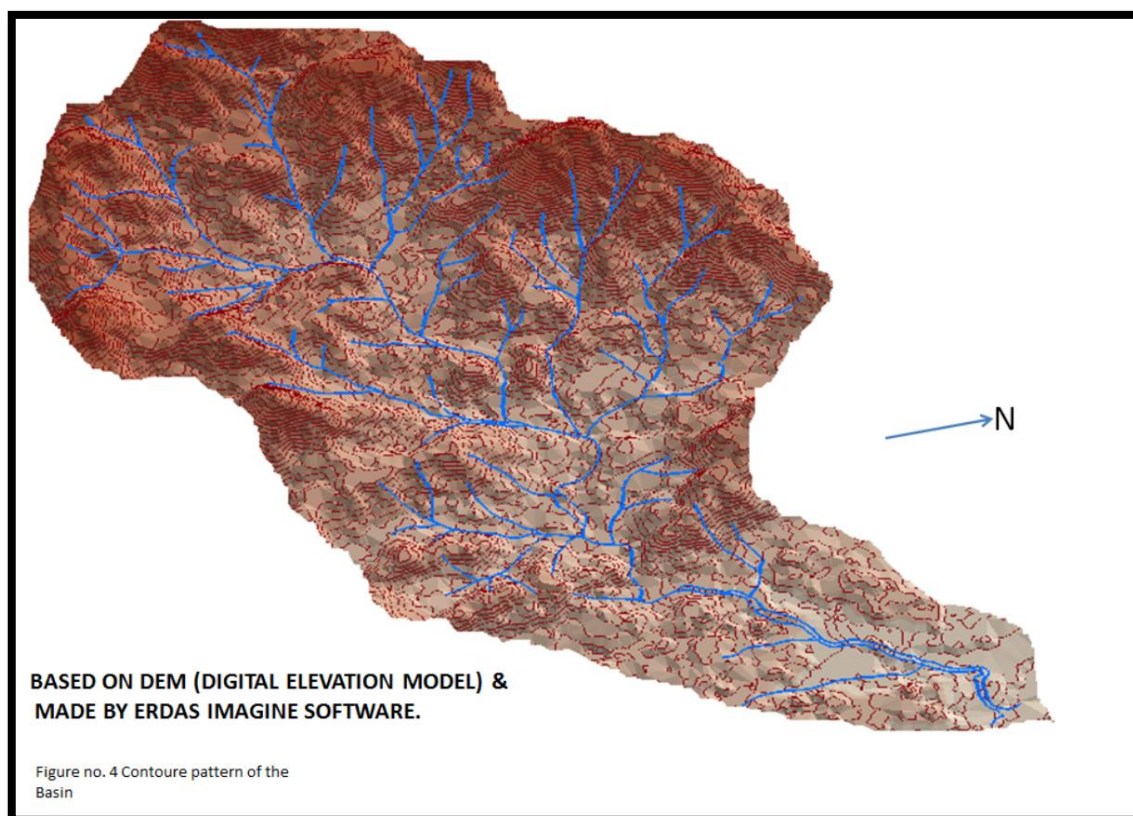 N
BASED ON DEM (DIGITAL ELEVATION MODEL) &
MADE BY ERDAS IMAGINE SOFTWARE.
Figure no. 4 Contoure pattern of the
Basin